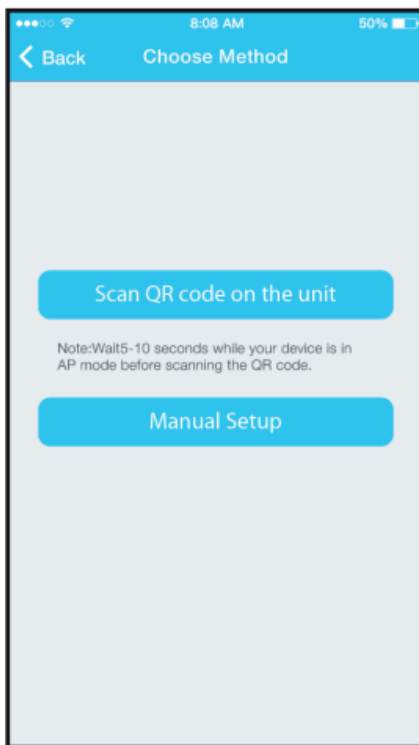 8:08 AM 50%
Back Choose Method
Scan QR code on the unit
Note:Wait5-10 seconds while your device is in
AP mode before scanning the QR code.
Manual Setup